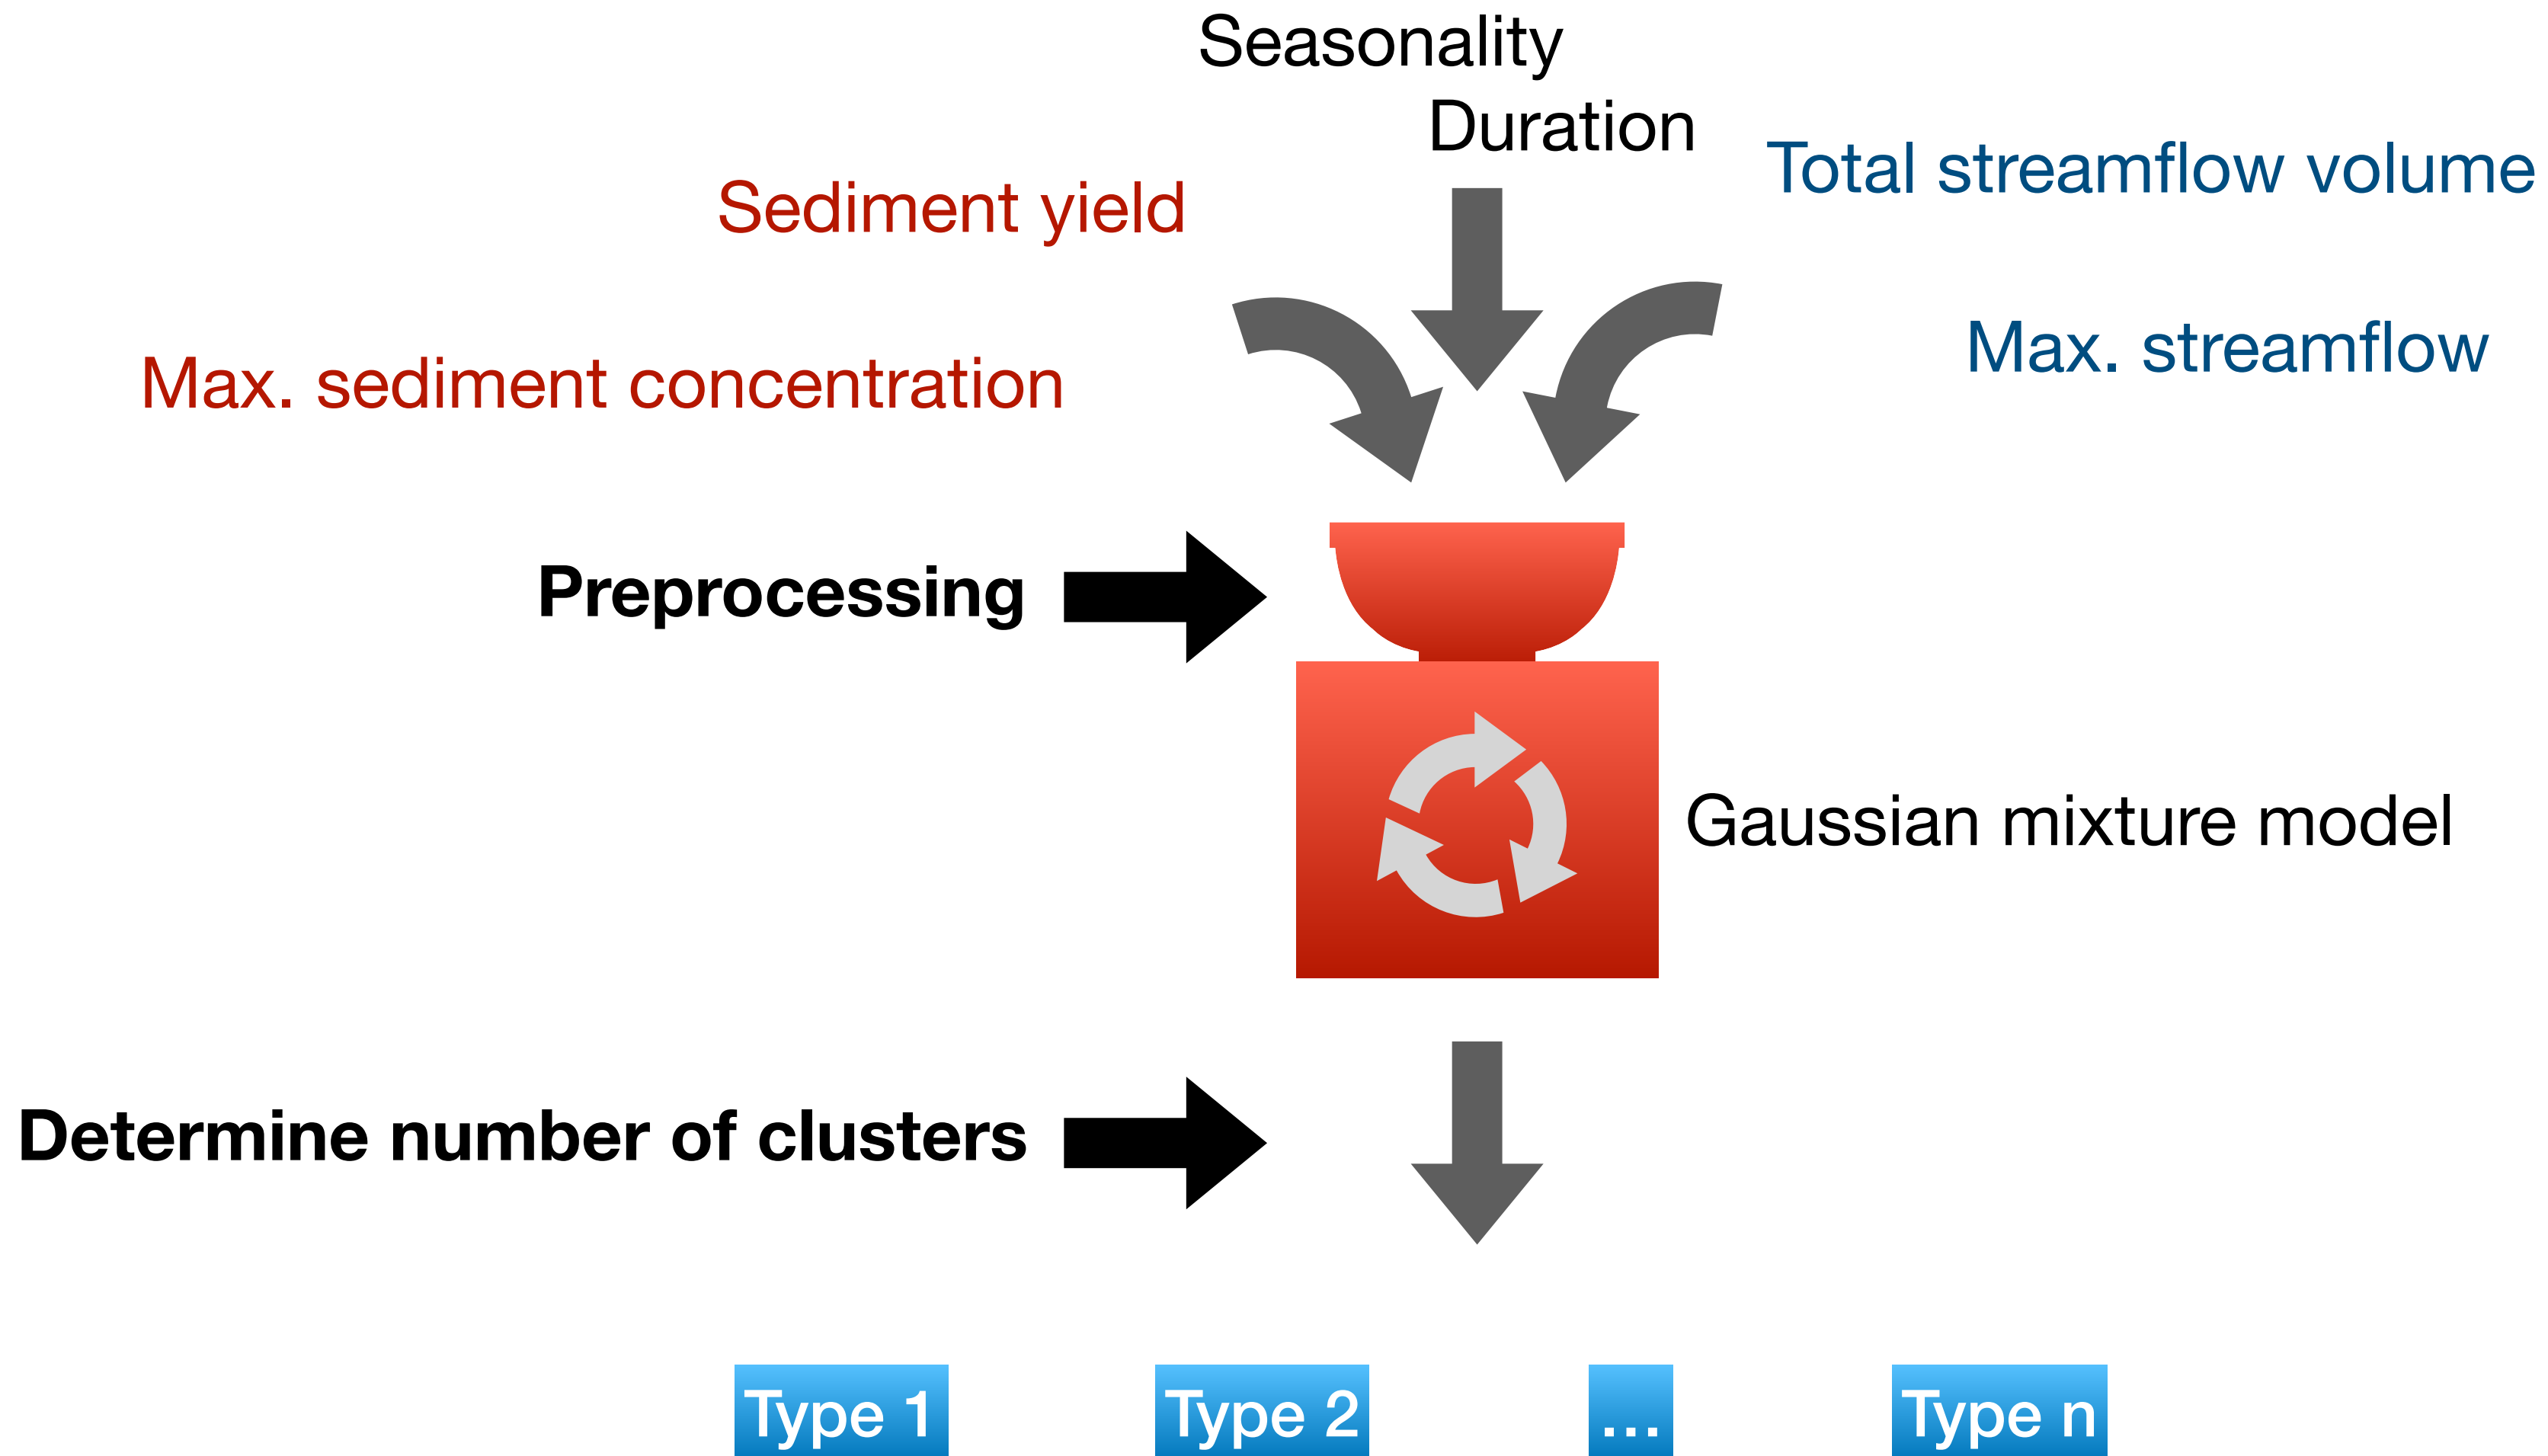 Seasonality
Duration
Total streamflow volume
Sediment yield
Max. streamflow
Max. sediment concentration
Preprocessing
Gaussian mixture model
Determine number of clusters
Type 1
Type 2
...
Type n